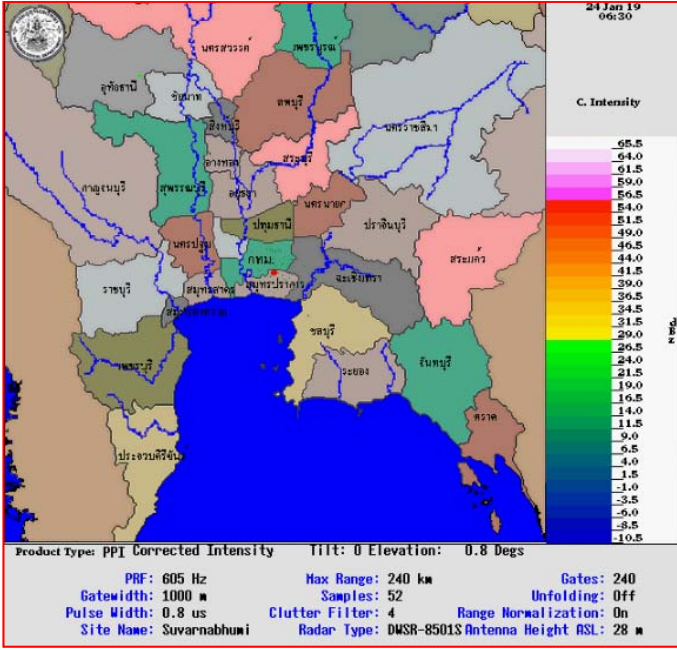 24 Jan 19
06:30
C. Intensity
65.5
64.0
61.5
59.0
56.5
54.0
51.5
49.0
46.5
44.0
41.5
39.0
36.5
34.0
31.5
29.0
26.5
24.0
21.5
19.0
16.5
14.0
11.5
9.0
6.5
4.0
1.5
-1.0
-3.5
-6.0
-8.5
-10.5
dBZ
นครสวรรค์
เพชรบูรณ์
อุทัยธานี
ชัยนาท
ลพบุรี
สิงห์บุรี
นครราชสีมา
อ่างทอง
สระบุรี
กาญจนบุรี
สุพรรณบุรี
อยุธยา
นครนายก
ปทุมธานี
ปราจีนบุรี
นครปฐม
กทม.
สระแก้ว
ราชบุรี
สมุทรสาคร
สมุทรปราการ
ฉะเชิงเทรา
สมุทรสงคราม
ชลบุรี
เพชรบุรี
ระยอง
จันทบุรี
ตราด
ประจวบคีรีขันธ์
Product Type: PPI Corrected Intensity Tilt: 0 Elevation: 0.8 Degs
PRF: 605 Hz Max Range: 240 km Gates: 240
Gatewidth: 1000 m Samples: 52 Unfolding: Off
Pulse Width: 0.8 us Clutter Filter: 4 Range Normalization: On
Site Name: Suvarnabhumi Radar Type: DWSR-8501S Antenna Height ASL: 28 m